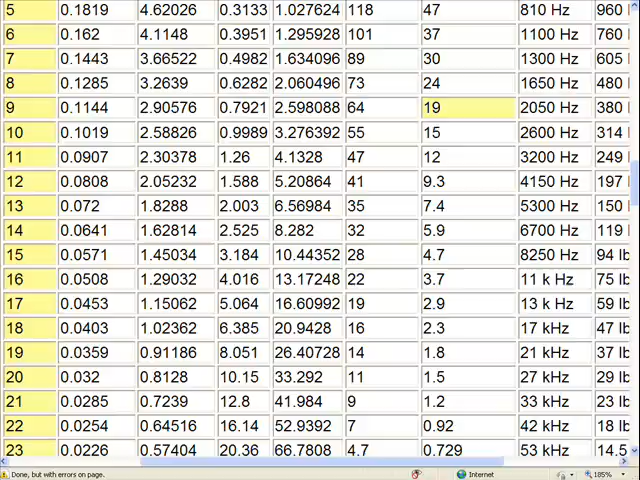 5 0.1819 4.62026 0.3133 1.027624 118 47 810 Hz 960
6 0.162 4.1148 0.3951 1.295928 101 37 1100 Hz 760
7 0.1443 3.66522 0.4982 1.634096 89 30 1300 Hz 605
8 0.1285 3.2639 0.6282 2.060496 73 24 1650 Hz 480
9 0.1144 2.90576 0.7921 2.598088 64 19 2050 Hz 380
10 0.1019 2.58826 0.9989 3.276392 55 15 2600 Hz 314
11 0.0907 2.30378 1.26 4.1328 47 12 3200 Hz 249
12 0.0808 2.05232 1.588 5.20864 41 9.3 4150 Hz 197
13 0.072 1.8288 2.003 6.56984 35 7.4 5300 Hz 150
14 0.0641 1.62814 2.525 8.282 32 5.9 6700 Hz 119
15 0.0571 1.45034 3.184 10.44352 28 4.7 8250 Hz 94 lb
16 0.0508 1.29032 4.016 13.17248 22 3.7 11 k Hz 75 lb
17 0.0453 1.15062 5.064 16.60992 19 2.9 13 k Hz 59 lb
18 0.0403 1.02362 6.385 20.9428 16 2.3 17 kHz 47 lb
19 0.0359 0.91186 8.051 26.40728 14 1.8 21 kHz 37 lb
20 0.032 0.8128 10.15 33.292 11 1.5 27 kHz 29 lb
21 0.0285 0.7239 12.8 41.984 9 1.2 33 kHz 23 lb
22 0.0254 0.64516 16.14 52.9392 7 0.92 42 kHz 18 lb
23 0.0226 0.57404 20.36 66.7808 4.7 0.729 53 kHz 14.5
Done, but with errors on page. Internet 185%